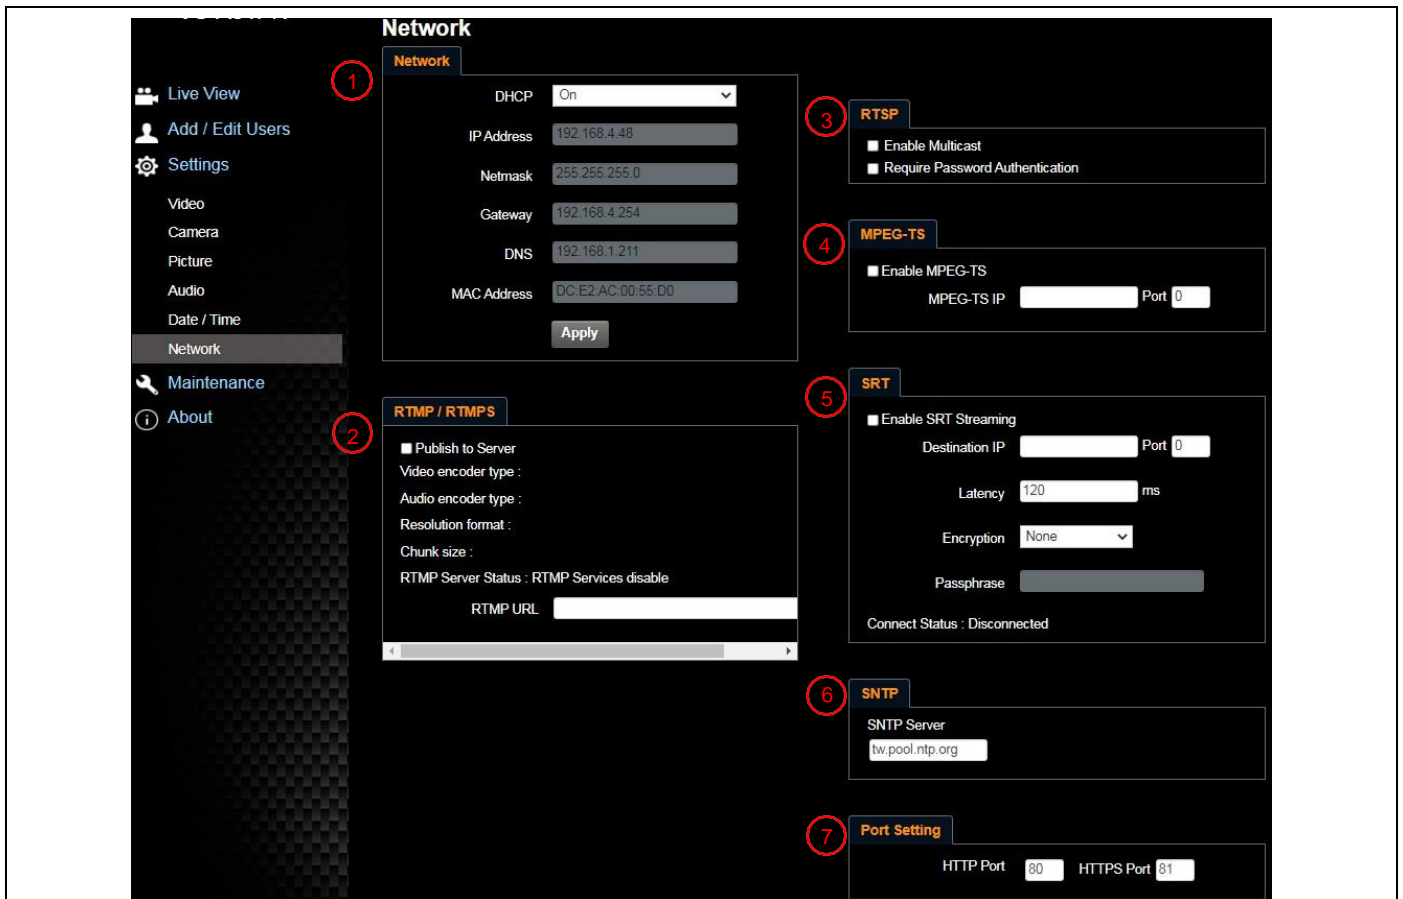 Network
Live View
Add / Edit Users
Settings
Video
Camera
Picture
Audio
Date / Time
Network
Maintenance
About
1
Network
DHCP On
IP Address 192.168.4.48
Netmask 255.255.255.0
Gateway 192.168.4.254
DNS 192.168.1.211
MAC Address DC:E2:AC:00:55:D0
Apply
2
RTMP / RTMPS
Publish to Server
Video encoder type :
Audio encoder type :
Resolution format :
Chunk size :
RTMP Server Status : RTMP Services disable
RTMP URL
3
RTSP
Enable Multicast
Require Password Authentication
4
MPEG-TS
Enable MPEG-TS
MPEG-TS IP Port 0
5
SRT
Enable SRT Streaming
Destination IP Port 0
Latency 120 ms
Encryption None
Passphrase
Connect Status : Disconnected
6
SNTP
SNTP Server
tw.pool.ntp.org
7
Port Setting
HTTP Port 80 HTTPS Port 81